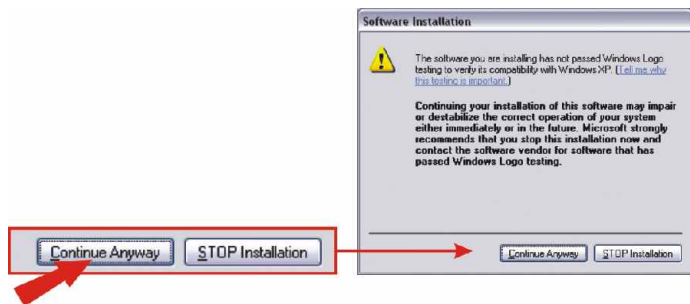 Software Installation
The software you are installing has not passed Windows Logo
testing to verify its compatibility with Windows XP. (Tell me why
this testing is important.)
Continuing your installation of this software may impair
or destabilize the correct operation of your system
either immediately or in the future. Microsoft strongly
recommends that you stop this installation now and
contact the software vendor for software that has
passed Windows Logo testing.
Continue Anyway STOP Installation
Continue Anyway STOP Installation